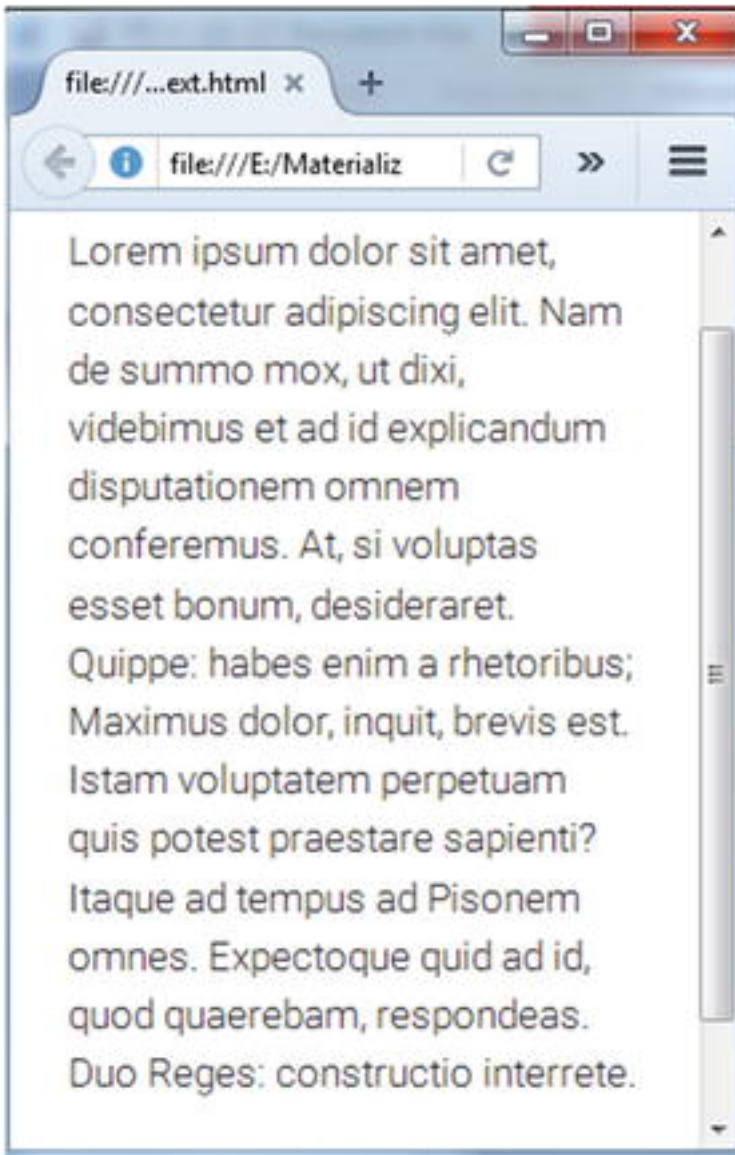 file:///...ext.html
file:///E:/Materializ
Lorem ipsum dolor sit amet,
consectetur adipiscing elit. Nam
de summo mox, ut dixi,
videbimus et ad id explicandum
disputationem omnem
conferemus. At, si voluptas
esset bonum, desideraret.
Quippe: habes enim a rhetoribus;
Maximus dolor, inquit, brevis est.
Istam voluptatem perpetuam
quis potest praestare sapienti?
Itaque ad tempus ad Pisonem
omnes. Expectoque quid ad id,
quod quaerebam, respondeas.
Duo Reges: constructio interrete.